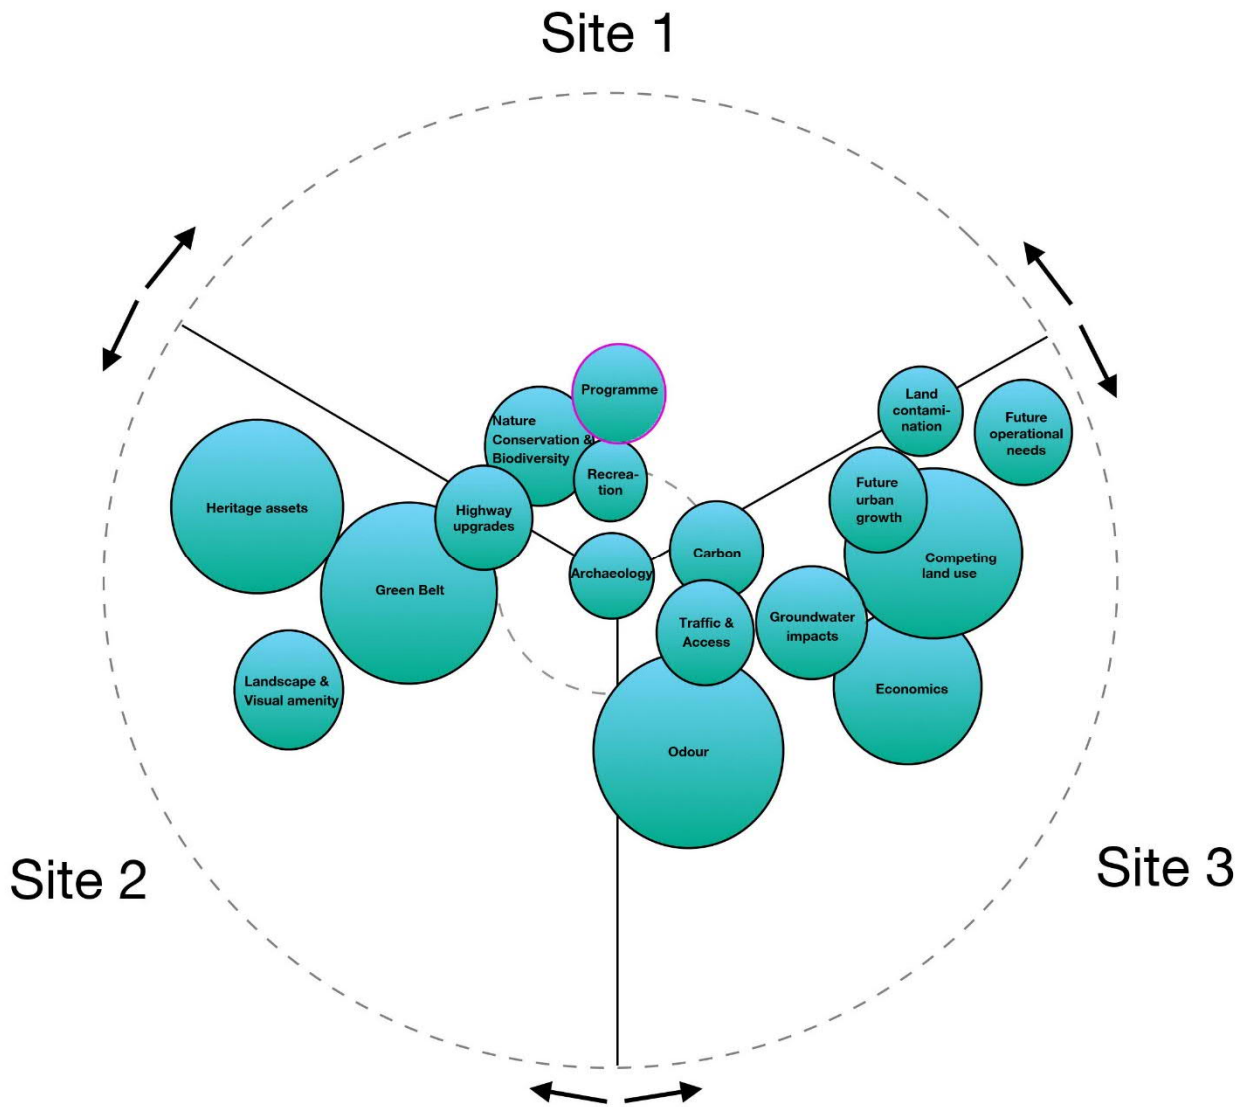 Site 1
Programme
Nature
Conservation &
Biodiversity
Recrea-
tion
Highway
upgrades
Archaeology
Carbon
Land
contami-
nation
Future
operational
needs
Future
urban
growth
Competing
land use
Heritage assets
Green Belt
Traffic &
Access
Groundwater
impacts
Landscape &
Visual amenity
Economics
Odour
Site 2
Site 3